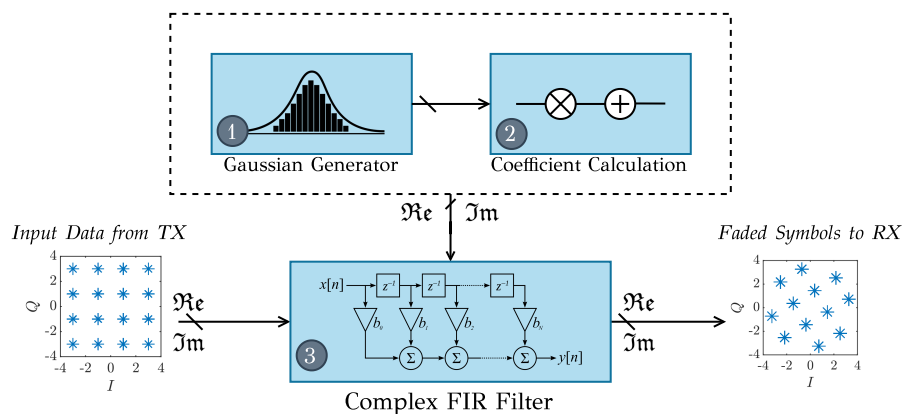 1
2
Gaussian Generator
Coefficient Calculation
ℜe ℑm
Input Data from TX
Faded Symbols to RX
4
2
0
-2
-4
Q
-4 -2 0 2 4
I
ℜe
ℑm
x[n] z⁻¹ z⁻¹ z⁻¹
b₀ b₁ b₂ bₙ
Σ Σ Σ y[n]
3
Complex FIR Filter
ℜe
ℑm
4
2
0
-2
-4
Q
-4 -2 0 2 4
I